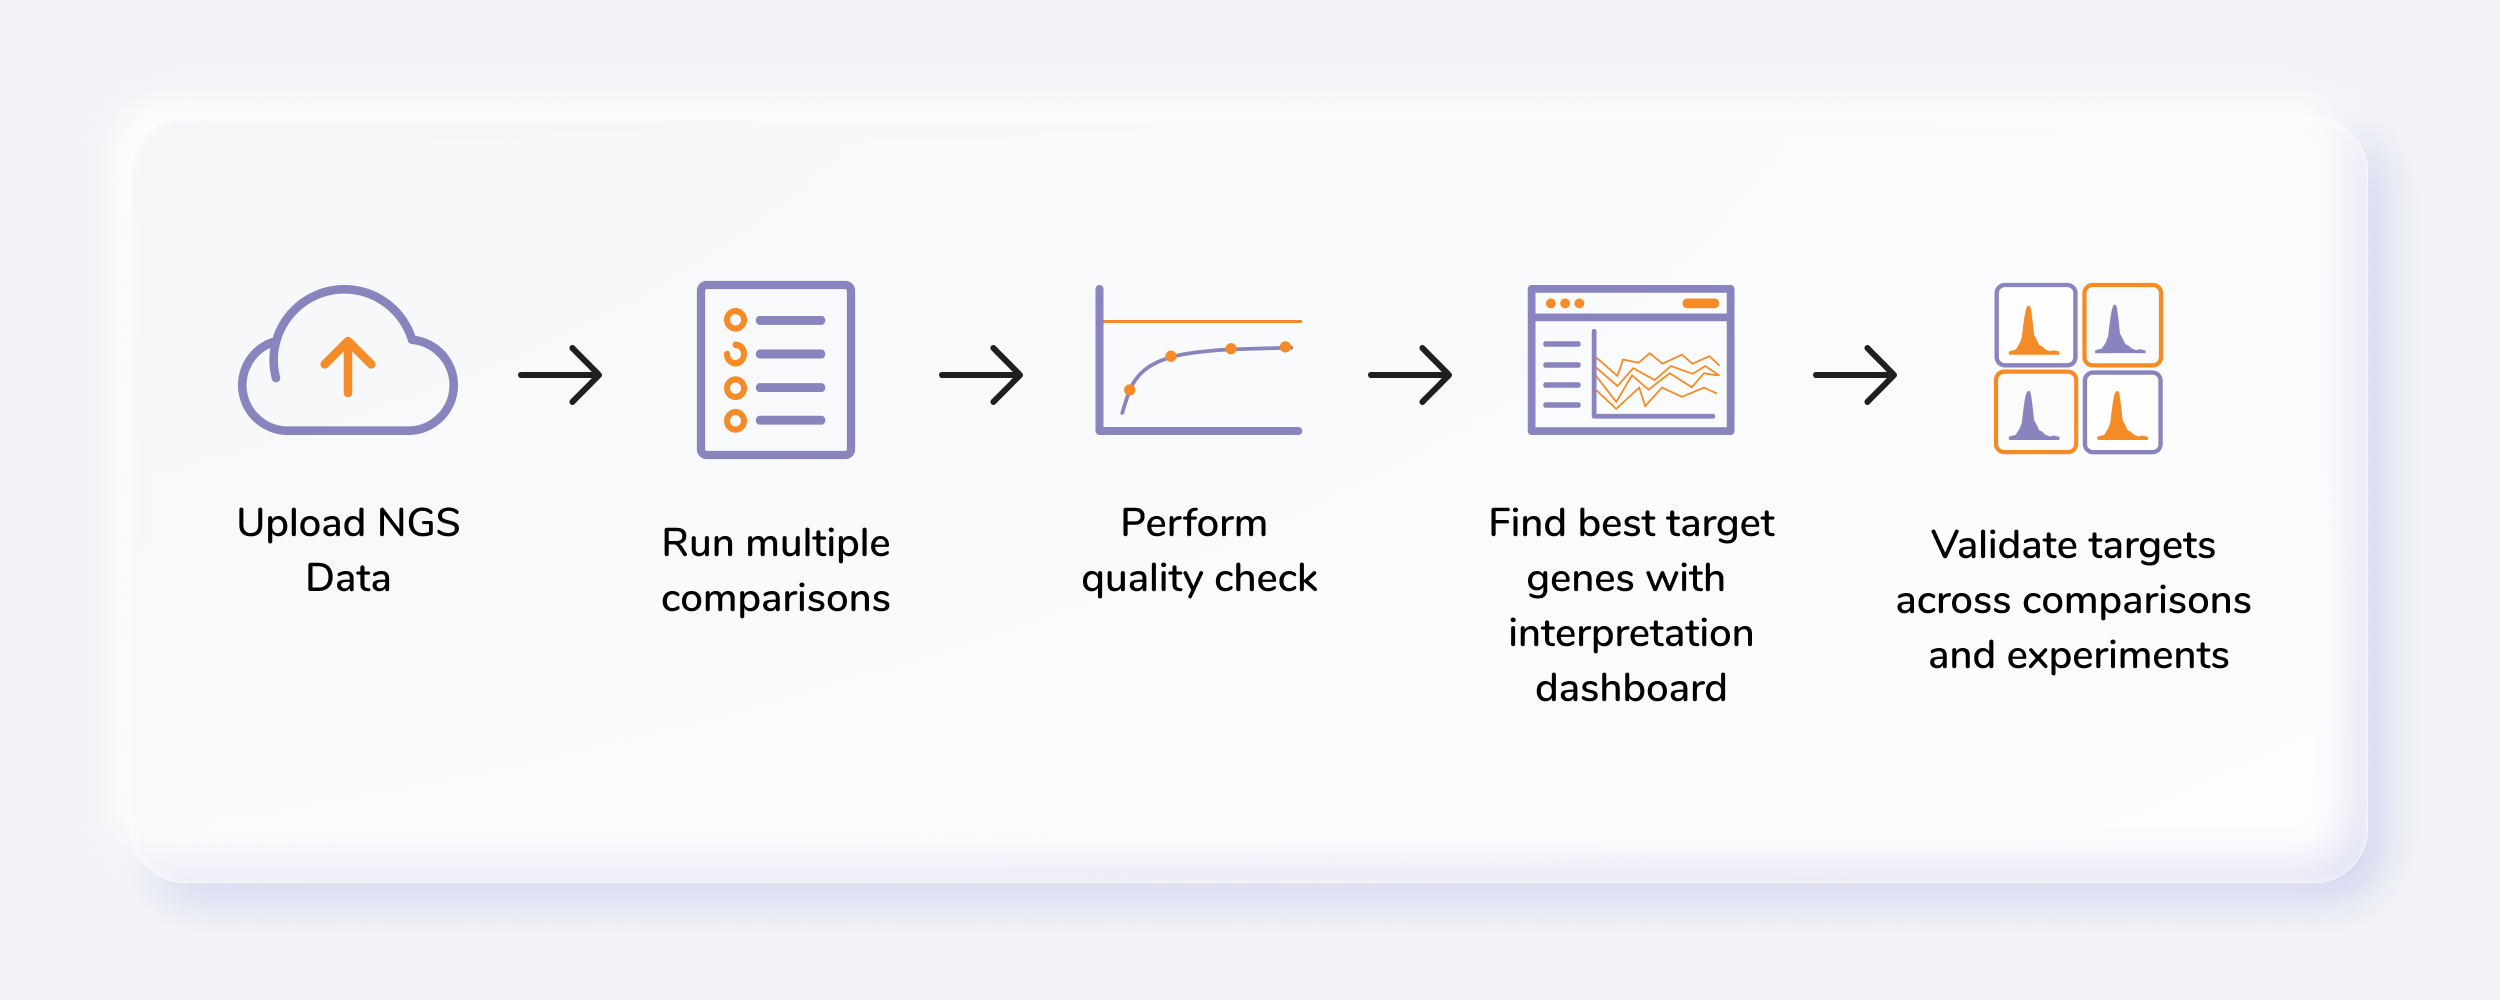 Upload NGS
Data
Run multiple
comparisons
Perform
quality check
Find best target
genes with
interpretation
dashboard
Validate targets
across comparisons
and experiments